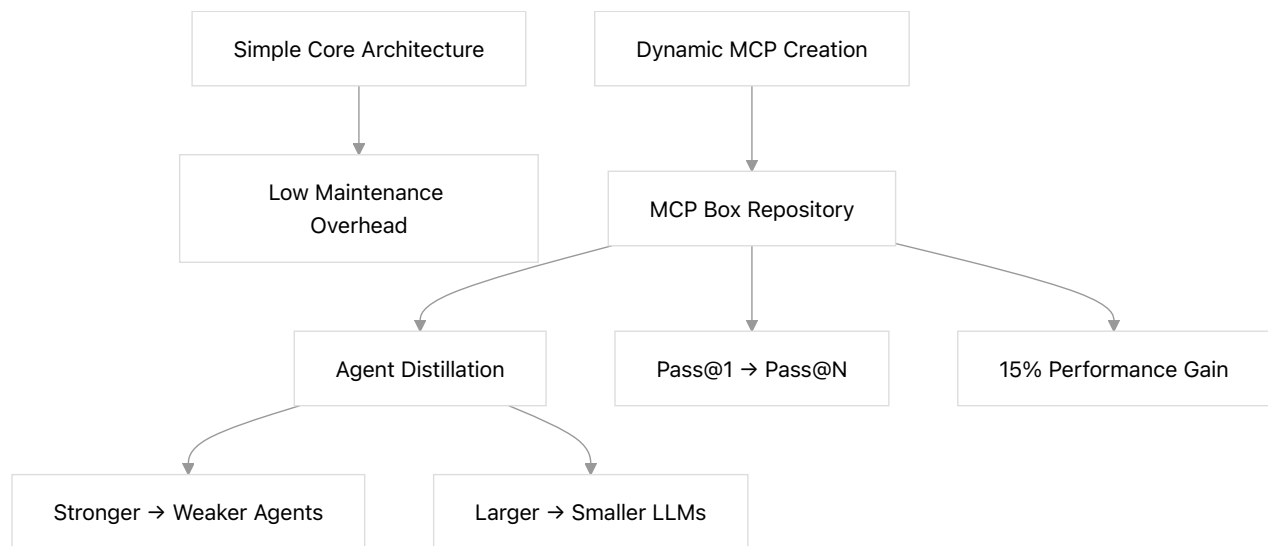 Simple Core Architecture
Dynamic MCP Creation
Low Maintenance
Overhead
MCP Box Repository
Agent Distillation
Pass@1 → Pass@N
15% Performance Gain
Stronger → Weaker Agents
Larger → Smaller LLMs